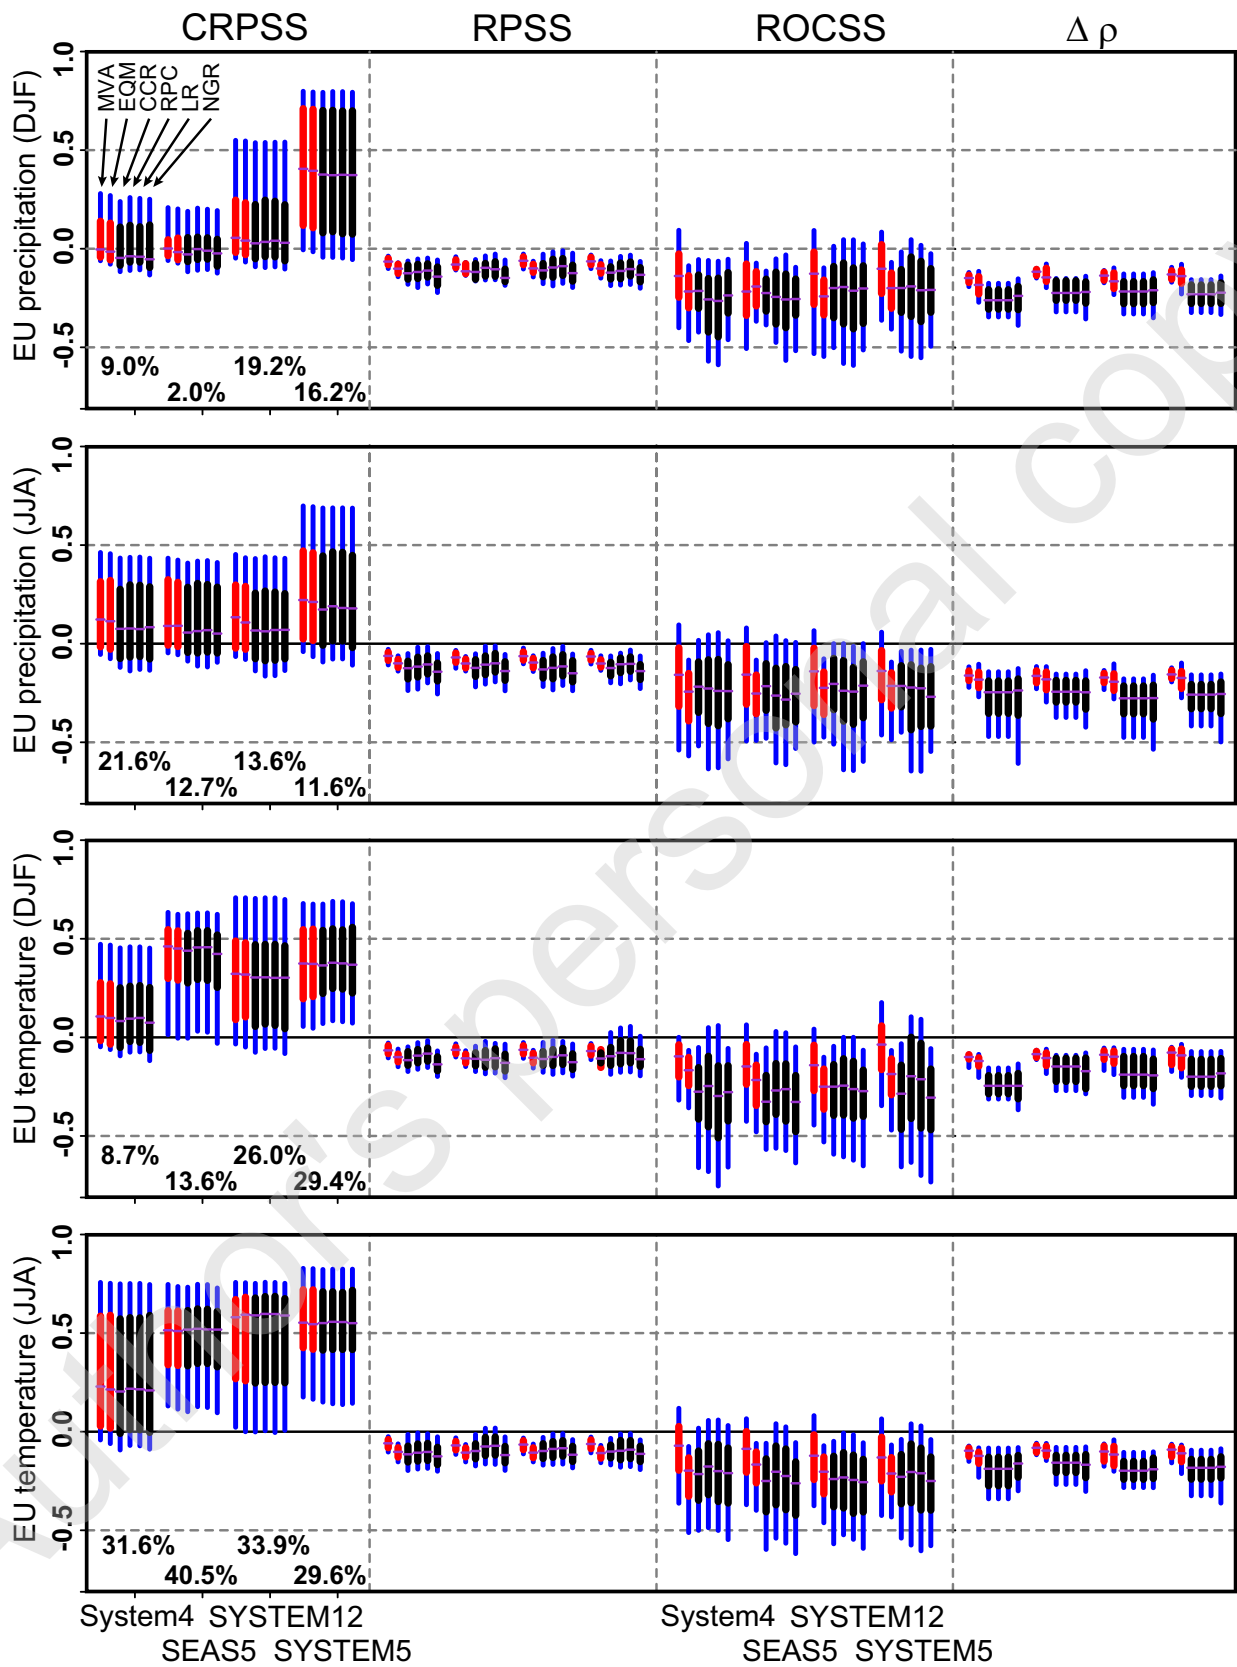 CRPSS RPSS ROCSS Δ ρ
EU precipitation (DJF)
1.0
0.5
0.0
-0.5
MVA
EQM
CCR
RPC
LR
NGR
9.0% 19.2%
2.0% 16.2%
EU precipitation (JJA)
1.0
0.5
0.0
-0.5
21.6% 13.6%
12.7% 11.6%
EU temperature (DJF)
1.0
0.5
0.0
-0.5
8.7% 26.0%
13.6% 29.4%
EU temperature (JJA)
1.0
0.5
0.0
-0.5
31.6% 33.9%
40.5% 29.6%
System4 SYSTEM12 System4 SYSTEM12
SEAS5 SYSTEM5 SEAS5 SYSTEM5
Author's personal copy